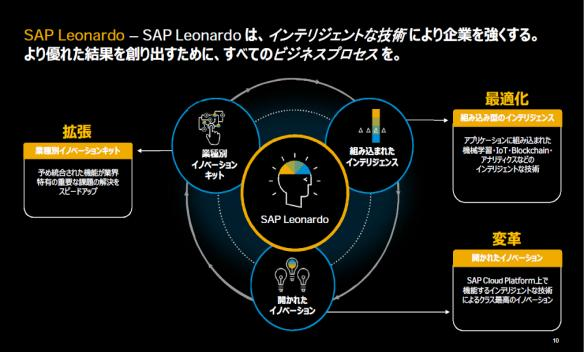 SAP Leonardo – SAP Leonardo は、インテリジェントな技術 により企業を強くする。
より優れた結果を創り出すために、すべてのビジネスプロセス を。
拡張
業種別イノベーションキット
予め統合された機能が業界
特有の重要な課題の解決を
スピードアップ
業種別
イノベーション
キット
組み込まれた
インテリジェンス
SAP Leonardo
開かれた
イノベーション
最適化
組み込み型のインテリジェンス
アプリケーションに組み込まれた
機械学習・IoT・Blockchain・
アナリティクスなどの
インテリジェントな技術
変革
開かれたイノベーション
SAP Cloud Platform上で
機能するインテリジェントな技術
によるクラス最高のイノベーション
10